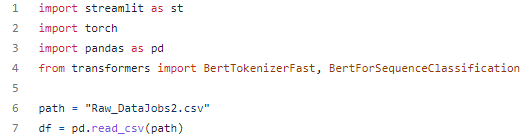 1 import streamlit as st
2 import torch
3 import pandas as pd
4 from transformers import BertTokenizerFast, BertForSequenceClassification
5
6 path = "Raw_DataJobs2.csv"
7 df = pd.read_csv(path)